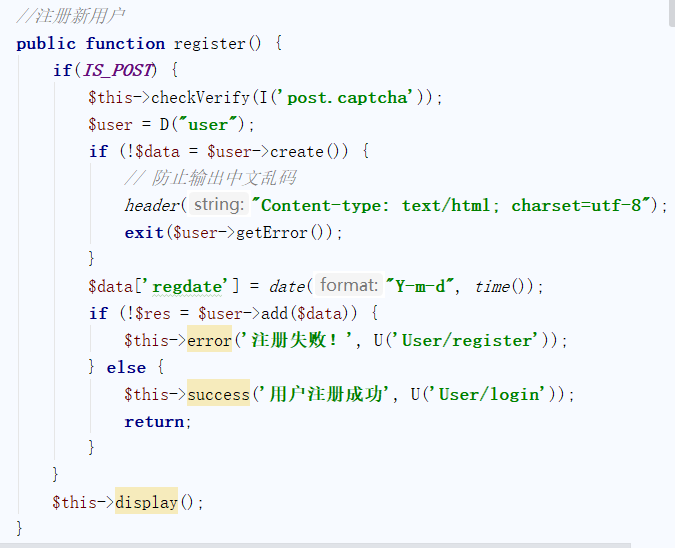 //注册新用户
public function register() {
if(IS_POST) {
$this->checkVerify(I('post.captcha'));
$user = D("user");
if (!$data = $user->create()) {
// 防止输出中文乱码
header( string: "Content-type: text/html; charset=utf-8");
exit($user->getError());
}
$data['regdate'] = date( format: "Y-m-d", time());
if (!$res = $user->add($data)) {
$this->error('注册失败！', U('User/register'));
} else {
$this->success('用户注册成功', U('User/login'));
return;
}
}
$this->display();
}